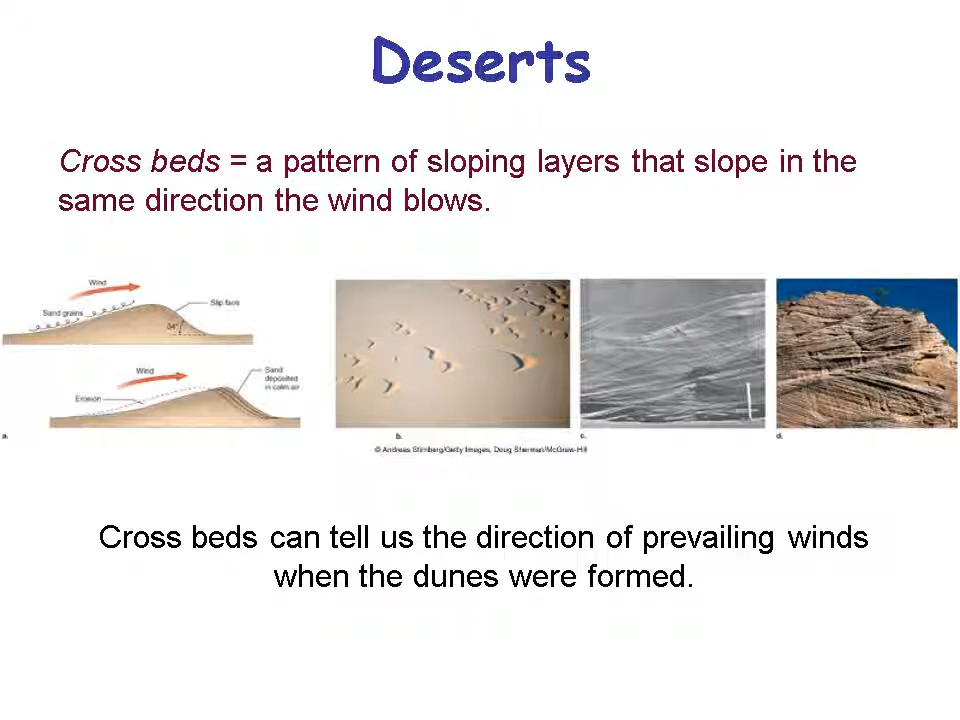 Deserts
Cross beds = a pattern of sloping layers that slope in the
same direction the wind blows.
Wind
Sand grains
Slip face
34°
Wind
Erosion
Sand
deposited
in calm air
a.
b.
c.
d.
© Andreas Stirnberg/Getty Images, Doug Sherman/McGraw-Hill
Cross beds can tell us the direction of prevailing winds
when the dunes were formed.